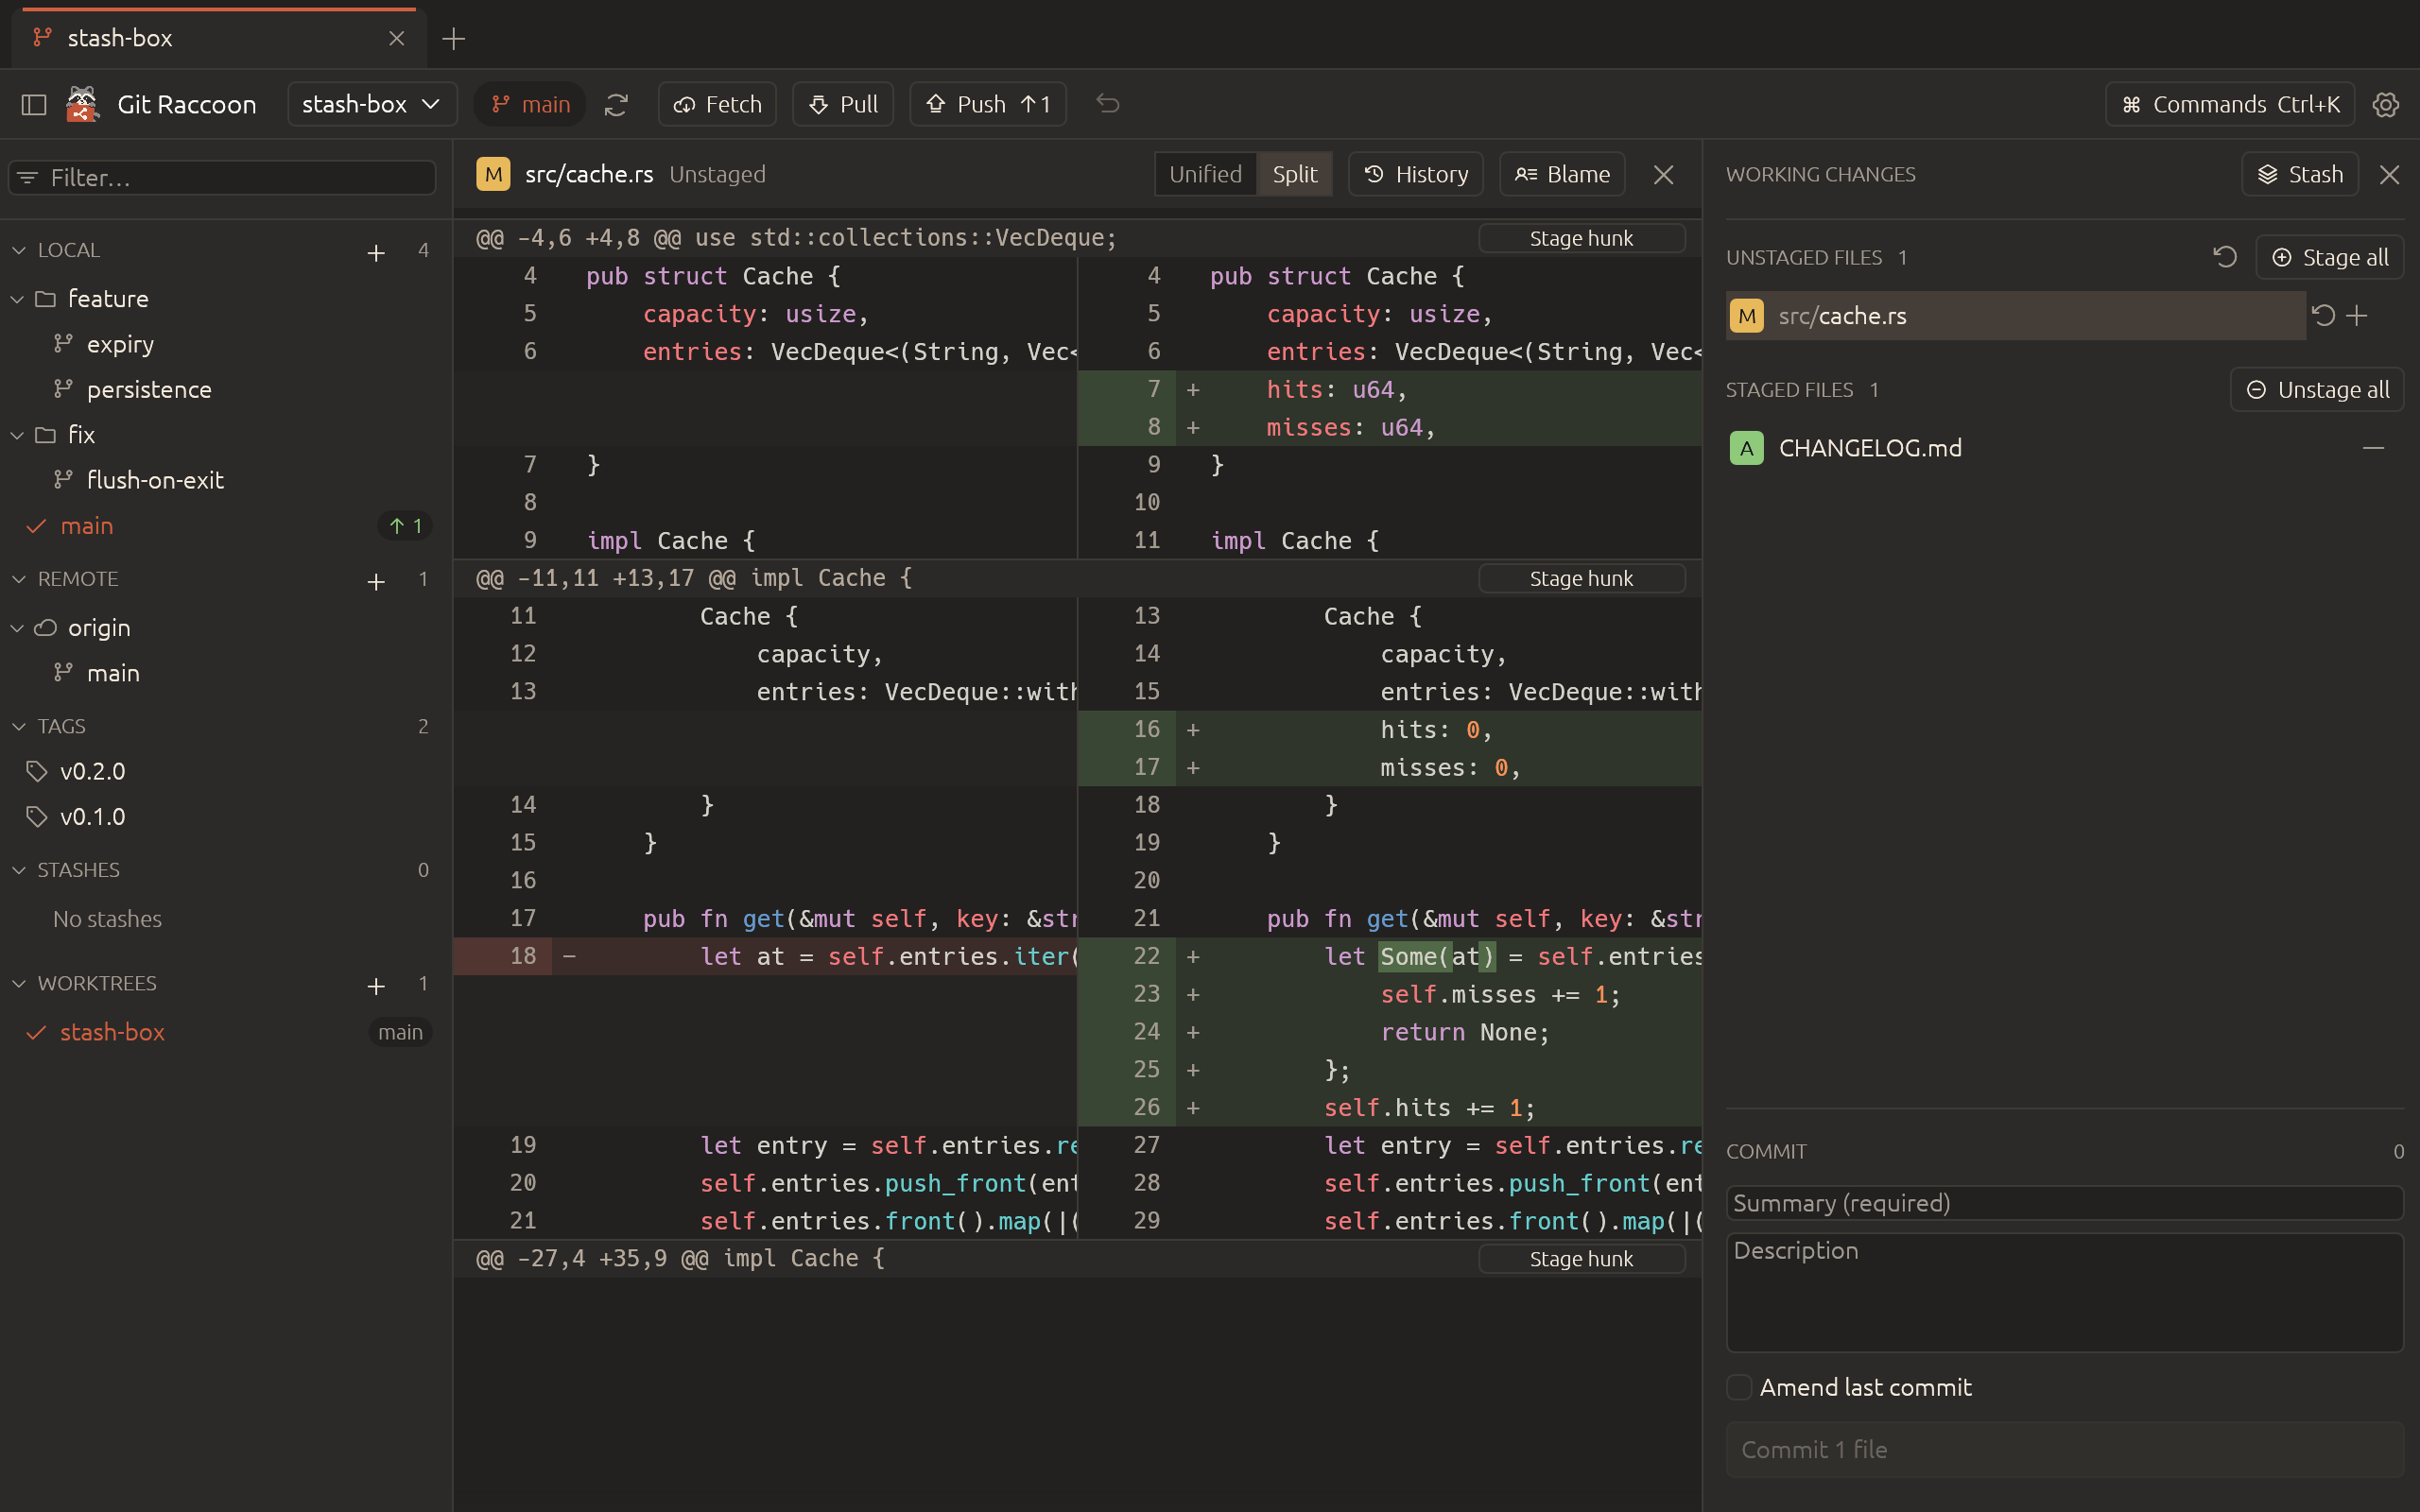 stash-box
Git Raccoon
stash-box
main
Fetch
Pull
Push ↑1
Commands Ctrl+K
Filter…
LOCAL + 4
feature
expiry
persistence
fix
flush-on-exit
main ↑ 1
REMOTE + 1
origin
main
TAGS 2
v0.2.0
v0.1.0
STASHES 0
No stashes
WORKTREES + 1
stash-box main
M src/cache.rs Unstaged
Unified Split
History
Blame
@@ -4,6 +4,8 @@ use std::collections::VecDeque; Stage hunk
4 pub struct Cache {
5     capacity: usize,
6     entries: VecDeque<(String, Vec<
7 }
8
9 impl Cache {
4 pub struct Cache {
5     capacity: usize,
6     entries: VecDeque<(String, Vec<
7 +     hits: u64,
8 +     misses: u64,
9 }
10
11 impl Cache {
@@ -11,11 +13,17 @@ impl Cache { Stage hunk
11         Cache {
12             capacity,
13             entries: VecDeque::with
14         }
15     }
16
17     pub fn get(&mut self, key: &str
18 −         let at = self.entries.iter(
19         let entry = self.entries.re
20         self.entries.push_front(ent
21         self.entries.front().map(|(
13         Cache {
14             capacity,
15             entries: VecDeque::with
16 +             hits: 0,
17 +             misses: 0,
18         }
19     }
20
21     pub fn get(&mut self, key: &str
22 +         let Some(at) = self.entries
23 +             self.misses += 1;
24 +             return None;
25 +         };
26 +         self.hits += 1;
27         let entry = self.entries.re
28         self.entries.push_front(ent
29         self.entries.front().map(|(
@@ -27,4 +35,9 @@ impl Cache { Stage hunk
WORKING CHANGES
Stash
UNSTAGED FILES 1
Stage all
M src/cache.rs
STAGED FILES 1
Unstage all
A CHANGELOG.md
COMMIT 0
Summary (required)
Description
Amend last commit
Commit 1 file